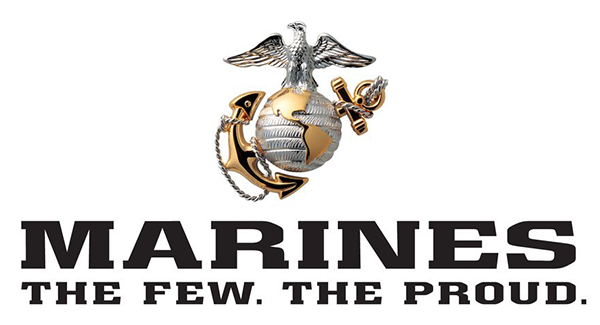 MARINES
THE FEW. THE PROUD.